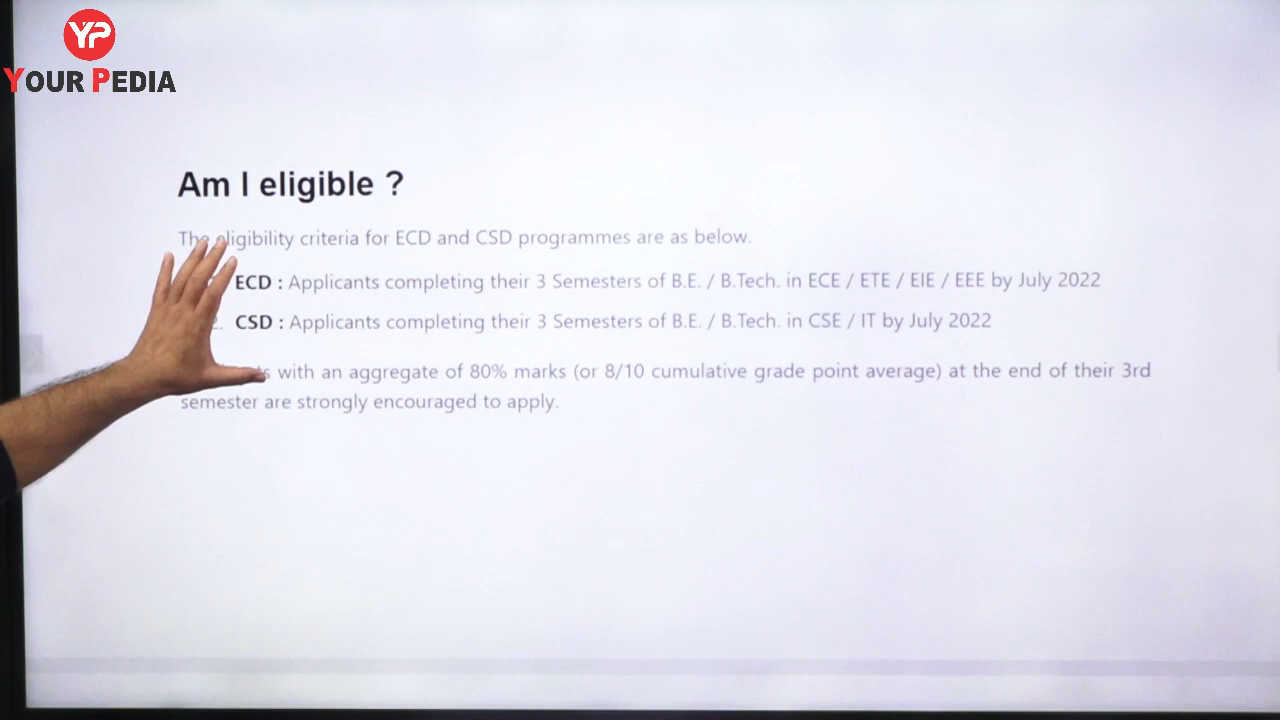 YP
YOUR PEDIA
Am I eligible ?
The eligibility criteria for ECD and CSD programmes are as below.
ECD : Applicants completing their 3 Semesters of B.E. / B.Tech. in ECE / ETE / EIE / EEE by July 2022
CSD : Applicants completing their 3 Semesters of B.E. / B.Tech. in CSE / IT by July 2022
with an aggregate of 80% marks (or 8/10 cumulative grade point average) at the end of their 3rd
semester are strongly encouraged to apply.